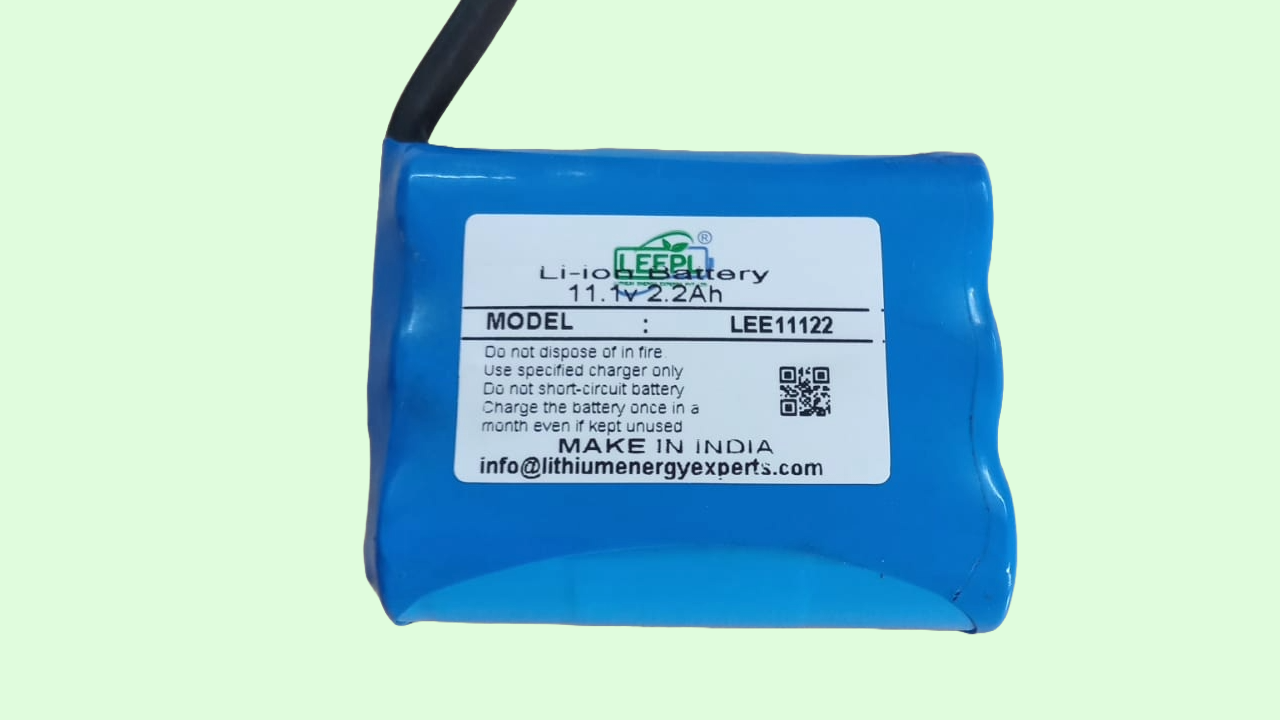 LEEPL ®
Li-ion Battery
11.1v 2.2Ah
MODEL : LEE11122
Do not dispose of in fire
Use specified charger only
Do not short-circuit battery
Charge the battery once in a
month even if kept unused
MAKE IN INDIA
info@lithiumenergyexperts.com